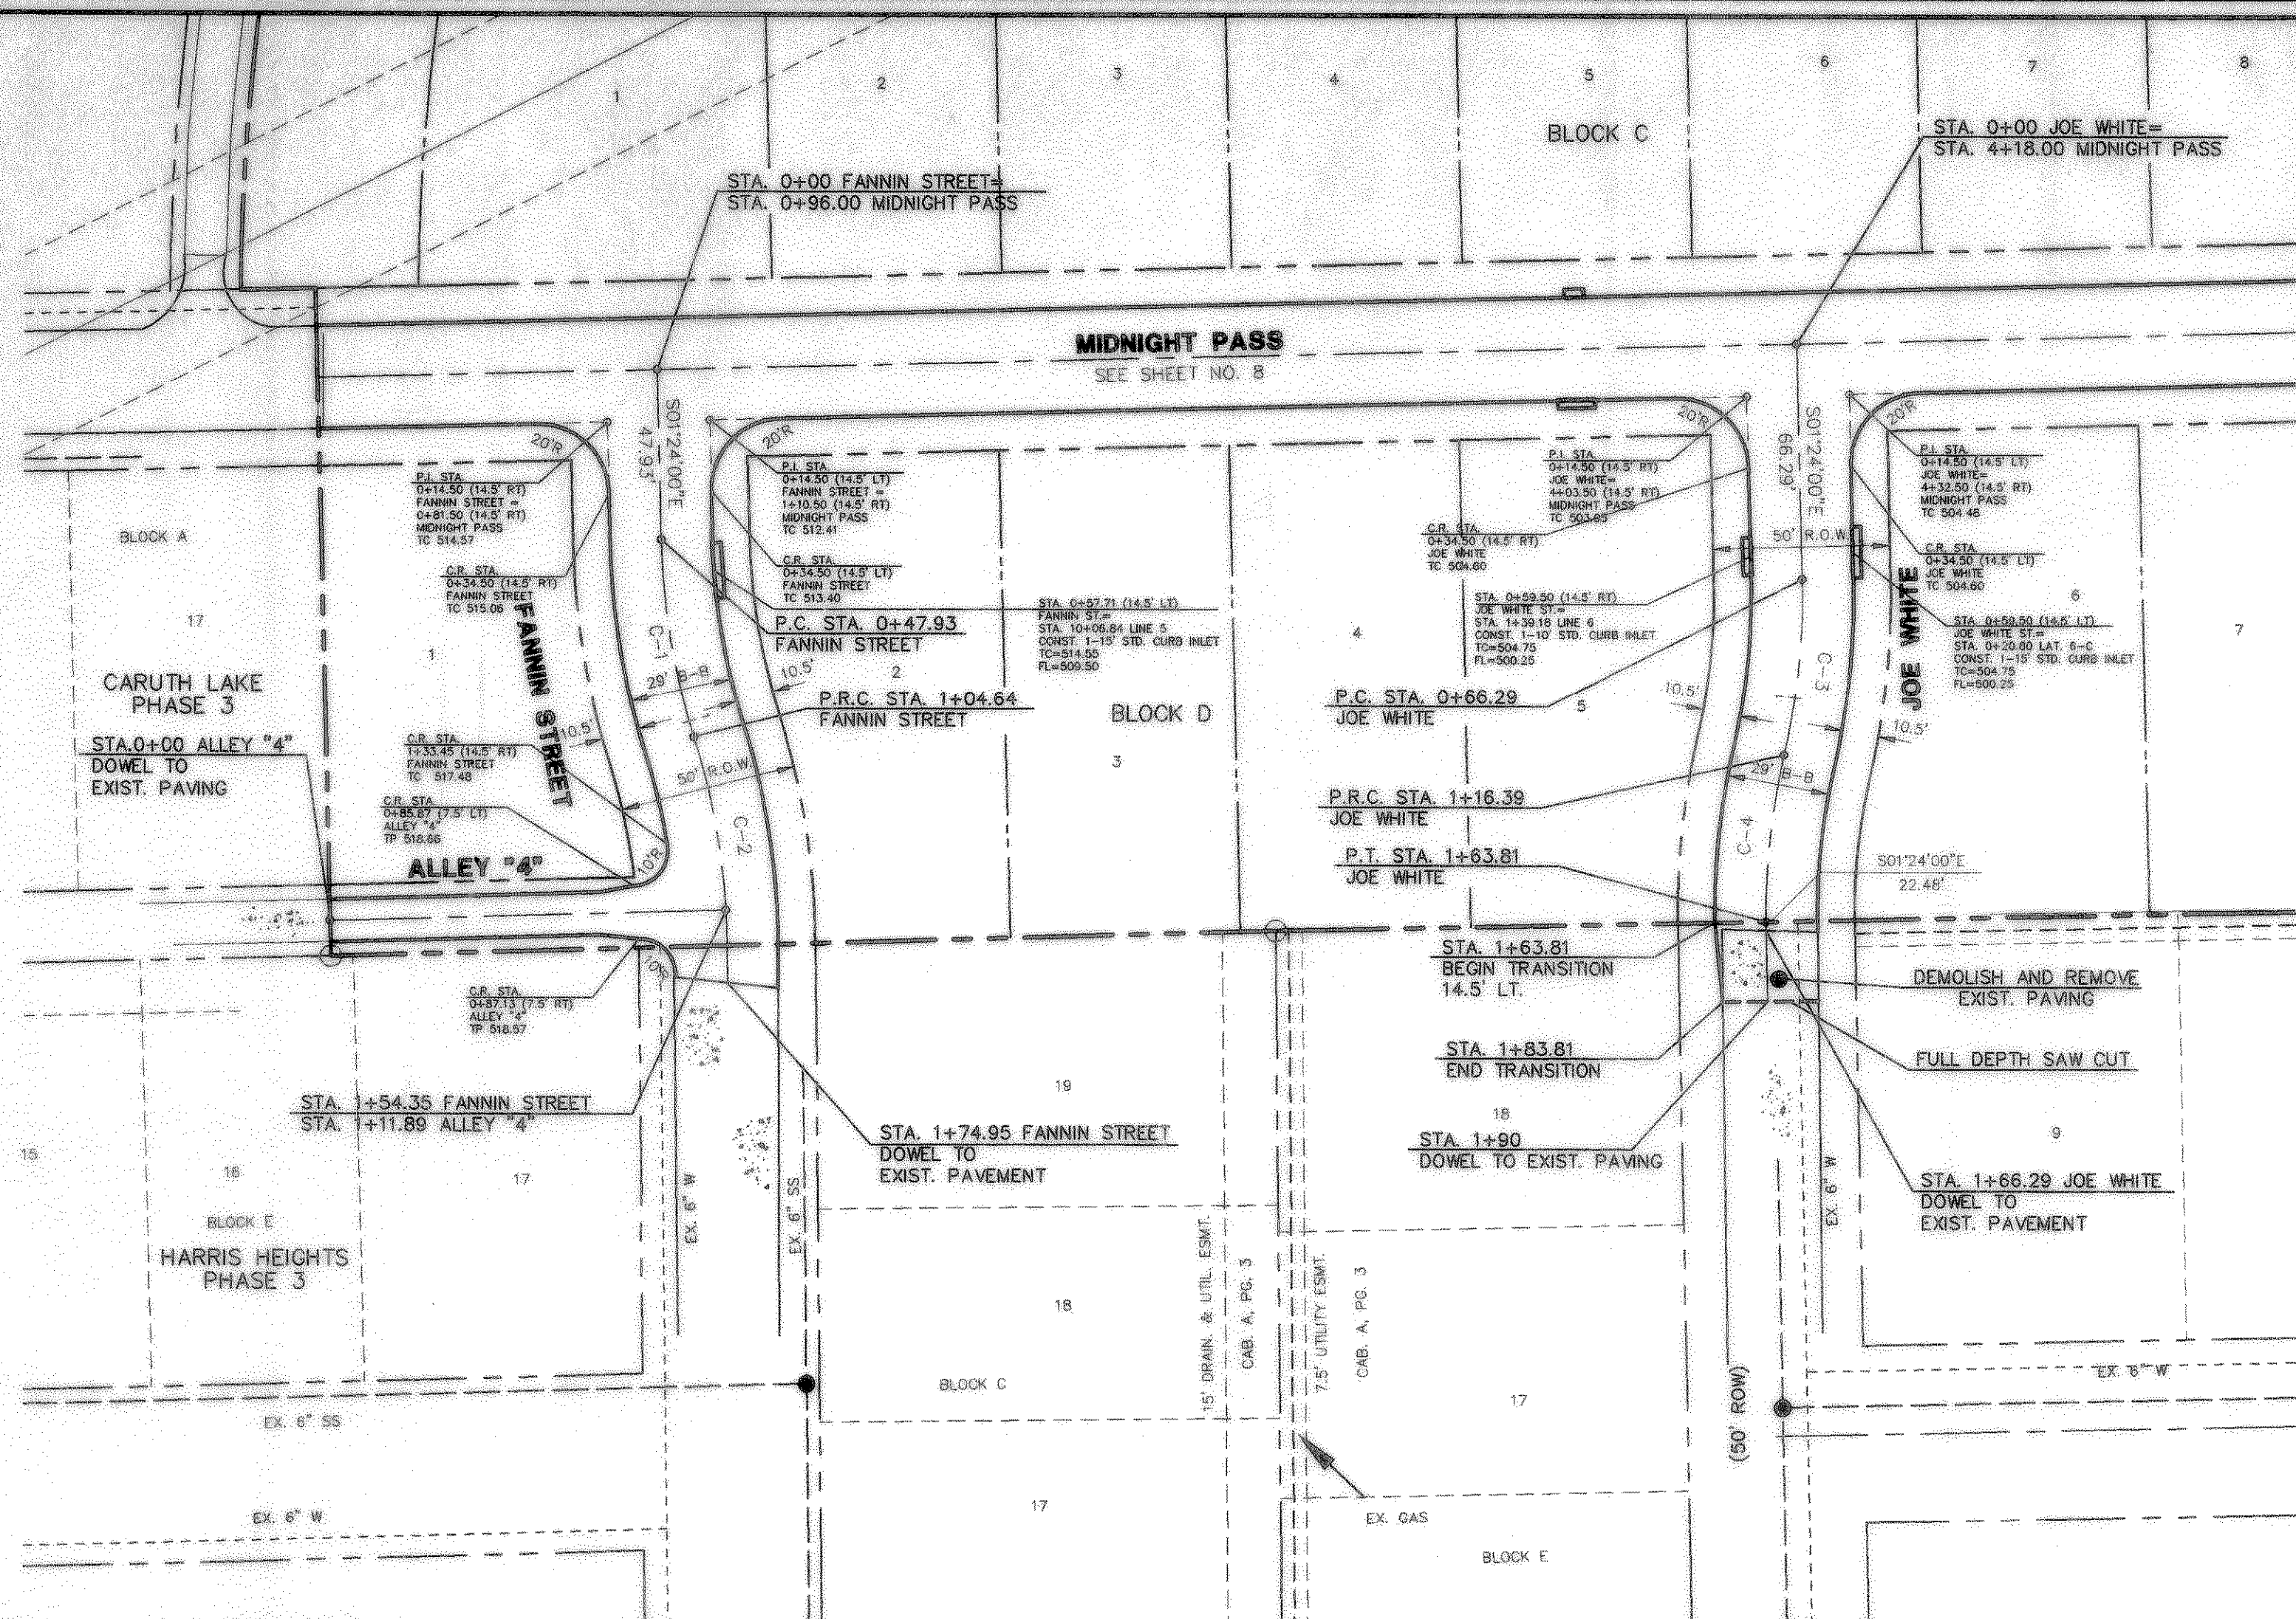 1
2
3
4
5
6
7
8
BLOCK C
STA. 0+00 JOE WHITE=
STA. 4+18.00 MIDNIGHT PASS
STA. 0+00 FANNIN STREET=
STA. 0+96.00 MIDNIGHT PASS
MIDNIGHT PASS
SEE SHEET NO. 8
20'R
S01°24'00"E
47.93'
20'R
20'R
S01°24'00"E
66.29'
20'R
P.I. STA.
0+14.50 (14.5' RT)
FANNIN STREET =
0+81.50 (14.5' RT)
MIDNIGHT PASS
TC 514.57
P.I. STA.
0+14.50 (14.5' LT)
FANNIN STREET =
1+10.50 (14.5' RT)
MIDNIGHT PASS
TC 512.41
P.I. STA.
0+14.50 (14.5' RT)
JOE WHITE=
4+03.50 (14.5' RT)
MIDNIGHT PASS
TC 503.85
P.I. STA.
0+14.50 (14.5' LT)
JOE WHITE=
4+32.50 (14.5' RT)
MIDNIGHT PASS
TC 504.48
BLOCK A
17
C.R. STA.
0+34.50 (14.5' RT)
FANNIN STREET
TC 515.06
C.R. STA.
0+34.50 (14.5' LT)
FANNIN STREET
TC 513.40
C.R. STA.
0+34.50 (14.5' RT)
JOE WHITE
TC 504.60
50' R.O.W.
C.R. STA.
0+34.50 (14.5' LT)
JOE WHITE
TC 504.60
P.C. STA. 0+47.93
FANNIN STREET
STA. 0+57.71 (14.5' LT)
FANNIN ST.=
STA. 10+06.84 LINE 5
CONST. 1-15' STD. CURB INLET
TC=514.55
FL=509.50
STA. 0+59.50 (14.5' RT)
JOE WHITE ST.=
STA. 1+39.18 LINE 6
CONST. 1-10' STD. CURB INLET
TC=504.75
FL=500.25
STA. 0+59.50 (14.5' LT)
JOE WHITE ST.=
STA. 0+20.80 LAT. 6-C
CONST. 1-15' STD. CURB INLET
TC=504.75
FL=500.25
JOE WHITE
FANNIN STREET
1
2
3
4
5
6
7
C-1
29' B-B
10.5'
10.5'
50' R.O.W.
C-2
C-3
10.5'
10.5'
29' B-B
C-4
CARUTH LAKE
PHASE 3
P.R.C. STA. 1+04.64
FANNIN STREET
BLOCK D
P.C. STA. 0+66.29
JOE WHITE
STA.0+00 ALLEY "4"
DOWEL TO
EXIST. PAVING
C.R. STA.
1+33.45 (14.5' RT)
FANNIN STREET
TC 517.48
C.R. STA.
0+85.87 (7.5' LT)
ALLEY "4"
TP 518.66
P.R.C. STA. 1+16.39
JOE WHITE
P.T. STA. 1+63.81
JOE WHITE
S01°24'00"E
22.48'
ALLEY "4"
10'R
10'R
C.R. STA.
0+87.13 (7.5' RT)
ALLEY "4"
TP 518.57
STA. 1+63.81
BEGIN TRANSITION
14.5' LT.
DEMOLISH AND REMOVE
EXIST. PAVING
STA. 1+83.81
END TRANSITION
FULL DEPTH SAW CUT
STA. 1+54.35 FANNIN STREET
STA. 1+11.89 ALLEY "4"
STA. 1+74.95 FANNIN STREET
DOWEL TO
EXIST. PAVEMENT
19
18
STA. 1+90
DOWEL TO EXIST. PAVING
9
STA. 1+66.29 JOE WHITE
DOWEL TO
EXIST. PAVEMENT
15
16
17
BLOCK E
HARRIS HEIGHTS
PHASE 3
EX. 6" W
EX. 6" SS
15' DRAIN. & UTIL. ESMT.
CAB. A, PG. 3
7.5' UTILITY ESMT.
CAB. A, PG. 3
EX. 6" W
18
BLOCK C
17
EX. 6" W
EX. 6" SS
(50' ROW)
17
EX. 6" W
EX. GAS
BLOCK E